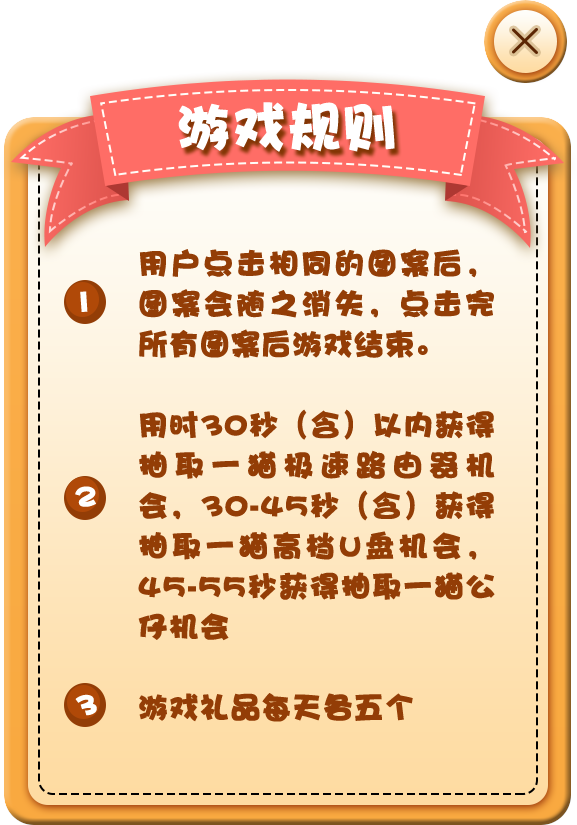 游戏规则
1
用户点击相同的图案后，
图案会随之消失，点击完
所有图案后游戏结束。
2
用时30秒（含）以内获得
抽取一猫极速路由器机
会，30-45秒（含）获得
抽取一猫高档U盘机会，
45-55秒获得抽取一猫公
仔机会
3
游戏礼品每天各五个